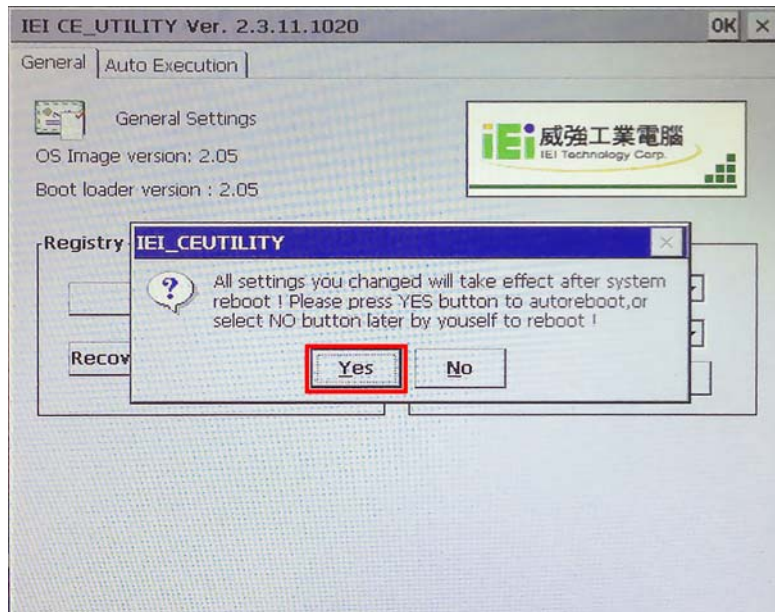 IEI CE_UTILITY Ver. 2.3.11.1020
OK ×
General Auto Execution
General Settings
OS Image version: 2.05
Boot loader version : 2.05
iEi 威強工業電腦
IEI Technology Corp.
Registry
IEI_CEUTILITY
×
All settings you changed will take effect after system
reboot ! Please press YES button to autoreboot,or
select NO button later by youself to reboot !
Yes No
Recov